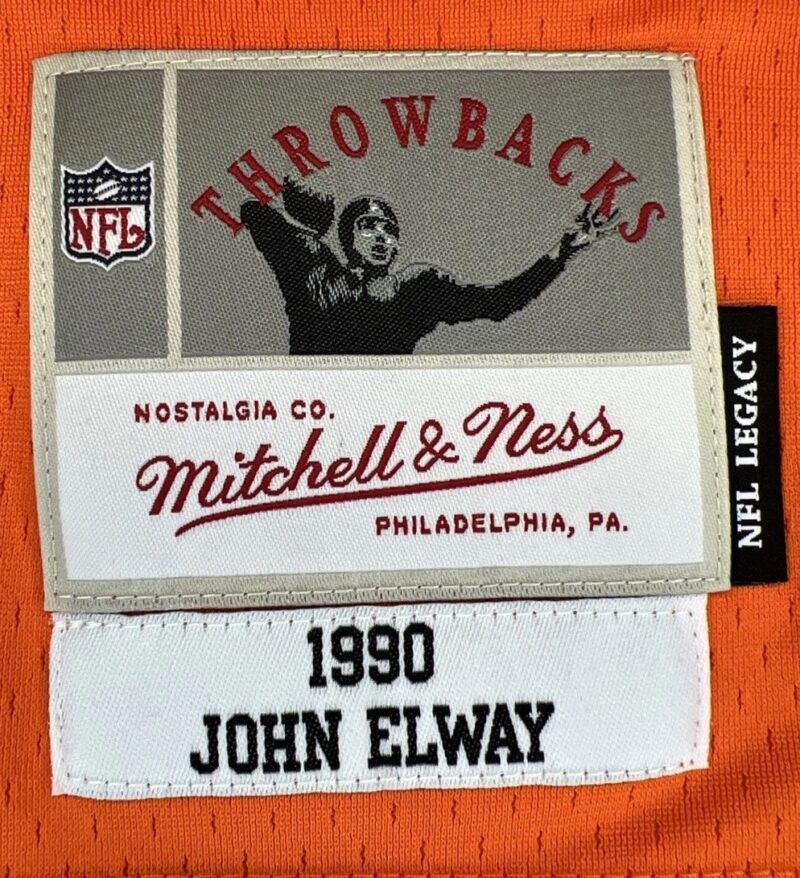 THROWBACKS
NFL
NOSTALGIA CO.
Mitchell & Ness
PHILADELPHIA, PA.
NFL LEGACY
1990
JOHN ELWAY